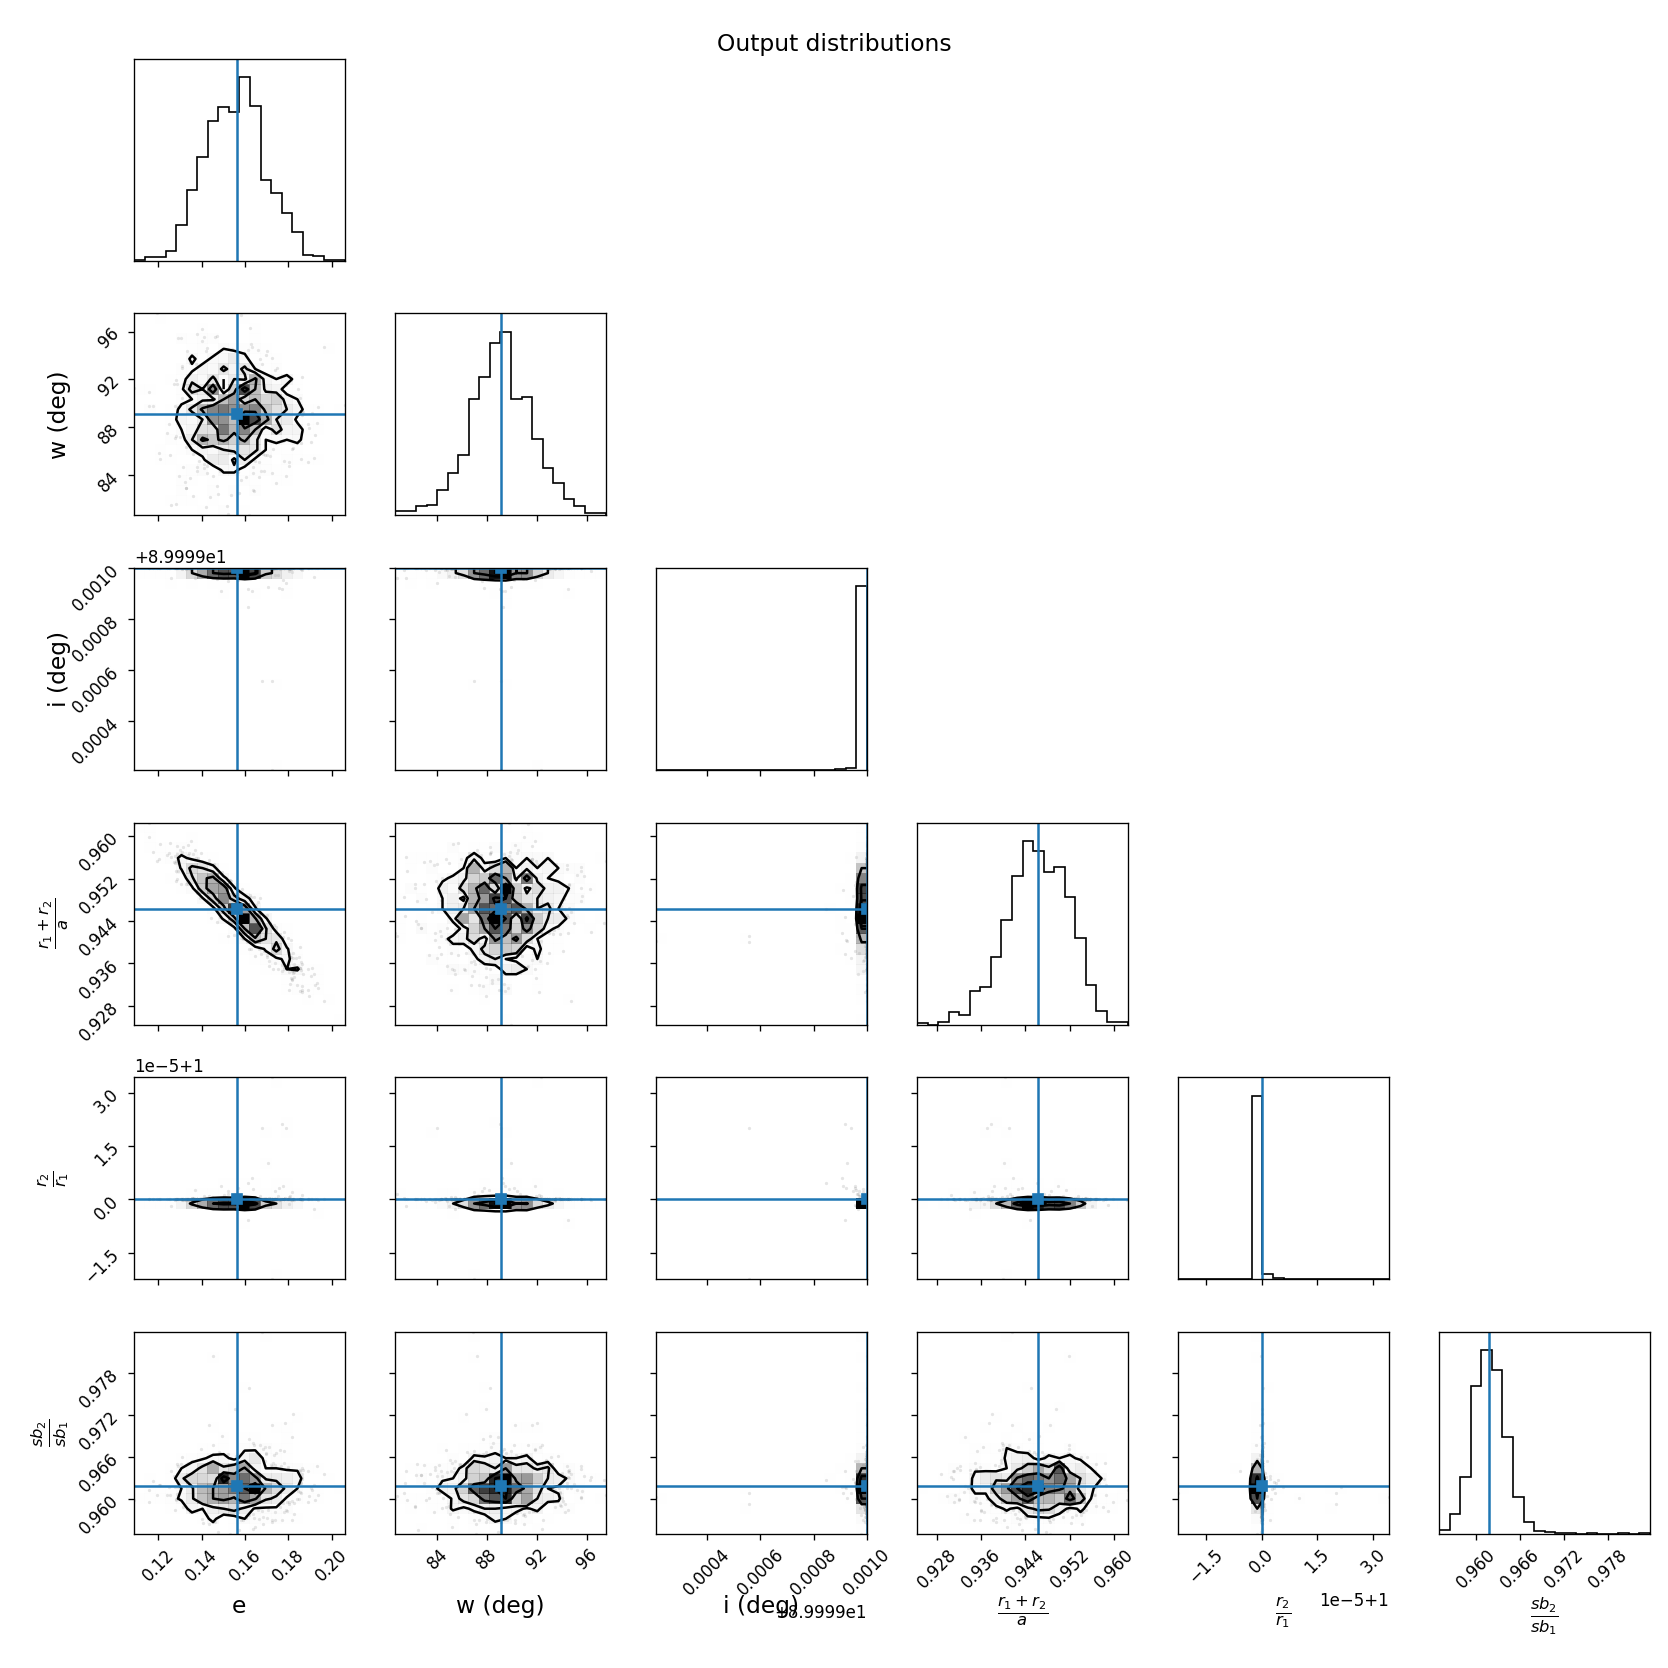 Output distributions
w (deg)
96
92
88
84
+8.9999e1
i (deg)
0.0010
0.0008
0.0006
0.0004
r₁ + r₂
a
0.960
0.952
0.944
0.936
0.928
1e−5+1
r₂
r₁
3.0
1.5
0.0
−1.5
sb₂
sb₁
0.978
0.972
0.966
0.960
0.12 0.14 0.16 0.18 0.20
e
84 88 92 96
w (deg)
0.0004 0.0006 0.0008 0.0010
i (deg)
+8.9999e1
0.928 0.936 0.944 0.952 0.960
r₁ + r₂
a
−1.5 0.0 1.5 3.0
1e−5+1
r₂
r₁
0.960 0.966 0.972 0.978
sb₂
sb₁